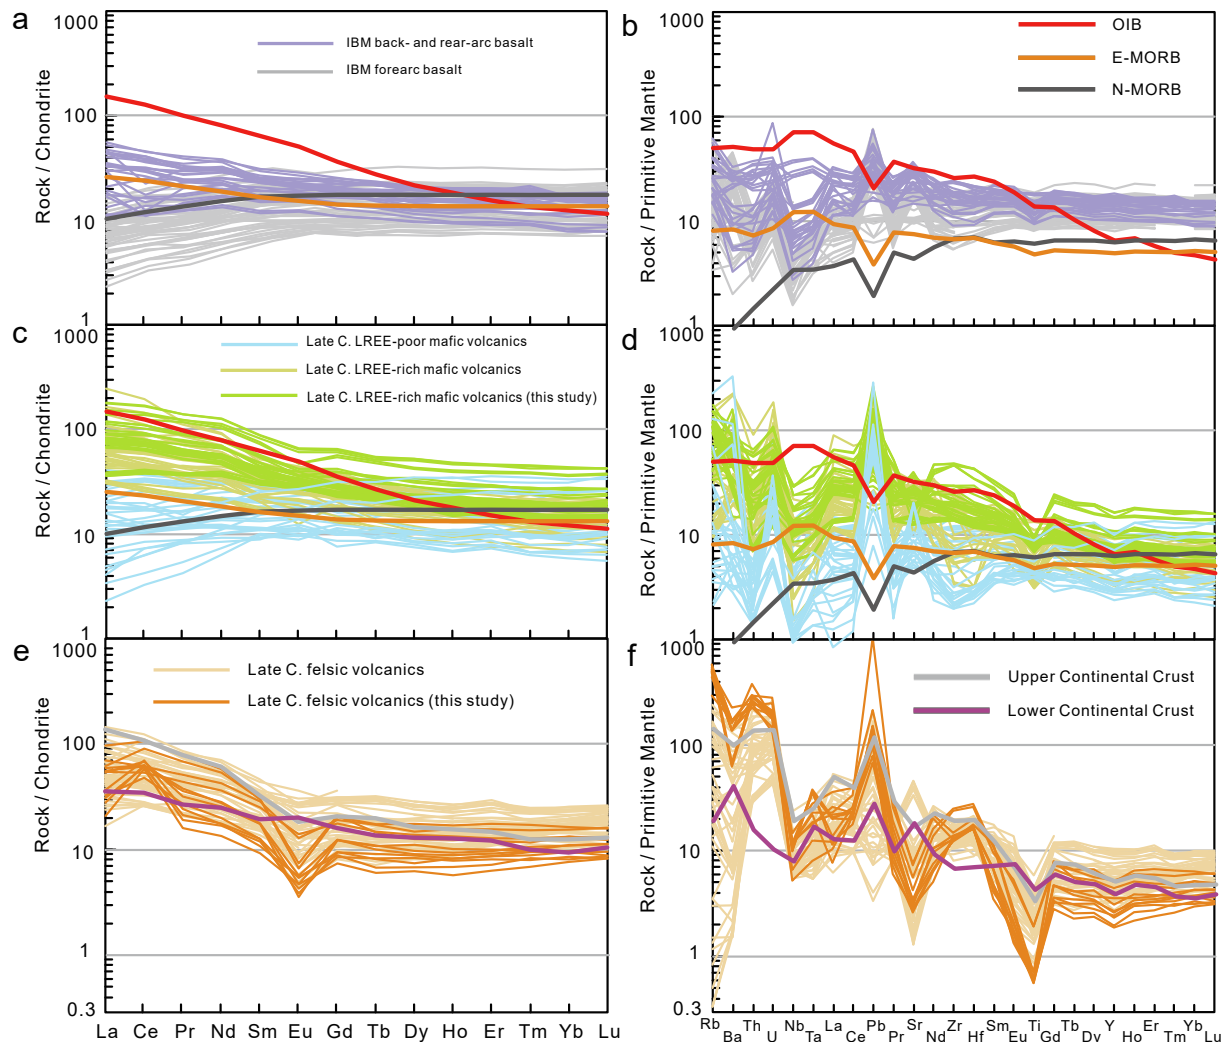 a
1000
100
10
1
Rock / Chondrite
IBM back- and rear-arc basalt
IBM forearc basalt
b
1000
100
10
1
Rock / Primitive Mantle
OIB
E-MORB
N-MORB
c
1000
100
10
1
Rock / Chondrite
Late C. LREE-poor mafic volcanics
Late C. LREE-rich mafic volcanics
Late C. LREE-rich mafic volcanics (this study)
d
1000
100
10
1
Rock / Primitive Mantle
e
1000
100
10
1
0.3
Rock / Chondrite
Late C. felsic volcanics
Late C. felsic volcanics (this study)
La Ce Pr Nd Sm Eu Gd Tb Dy Ho Er Tm Yb Lu
f
1000
100
10
1
0.3
Rock / Primitive Mantle
Upper Continental Crust
Lower Continental Crust
Rb Ba Th U Nb Ta La Ce Pb Pr Sr Nd Zr Hf Sm Eu Ti Gd Tb Dy Y Ho Er Tm Yb Lu